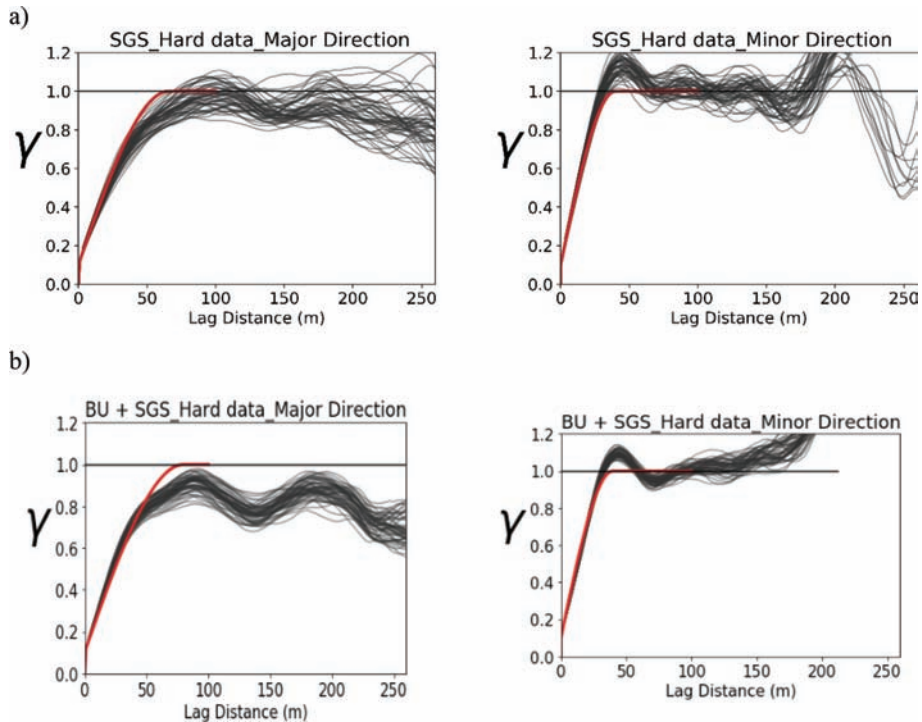 a)
SGS_Hard data_Major Direction
1.2
1.0
0.8
0.6
0.4
0.2
0.0
γ
0 50 100 150 200 250
Lag Distance (m)
SGS_Hard data_Minor Direction
1.2
1.0
0.8
0.6
0.4
0.2
0.0
γ
0 50 100 150 200 250
Lag Distance (m)
b)
BU + SGS_Hard data_Major Direction
1.2
1.0
0.8
0.6
0.4
0.2
0.0
γ
0 50 100 150 200 250
Lag Distance (m)
BU + SGS_Hard data_Minor Direction
1.2
1.0
0.8
0.6
0.4
0.2
0.0
γ
0 50 100 150 200 250
Lag Distance (m)